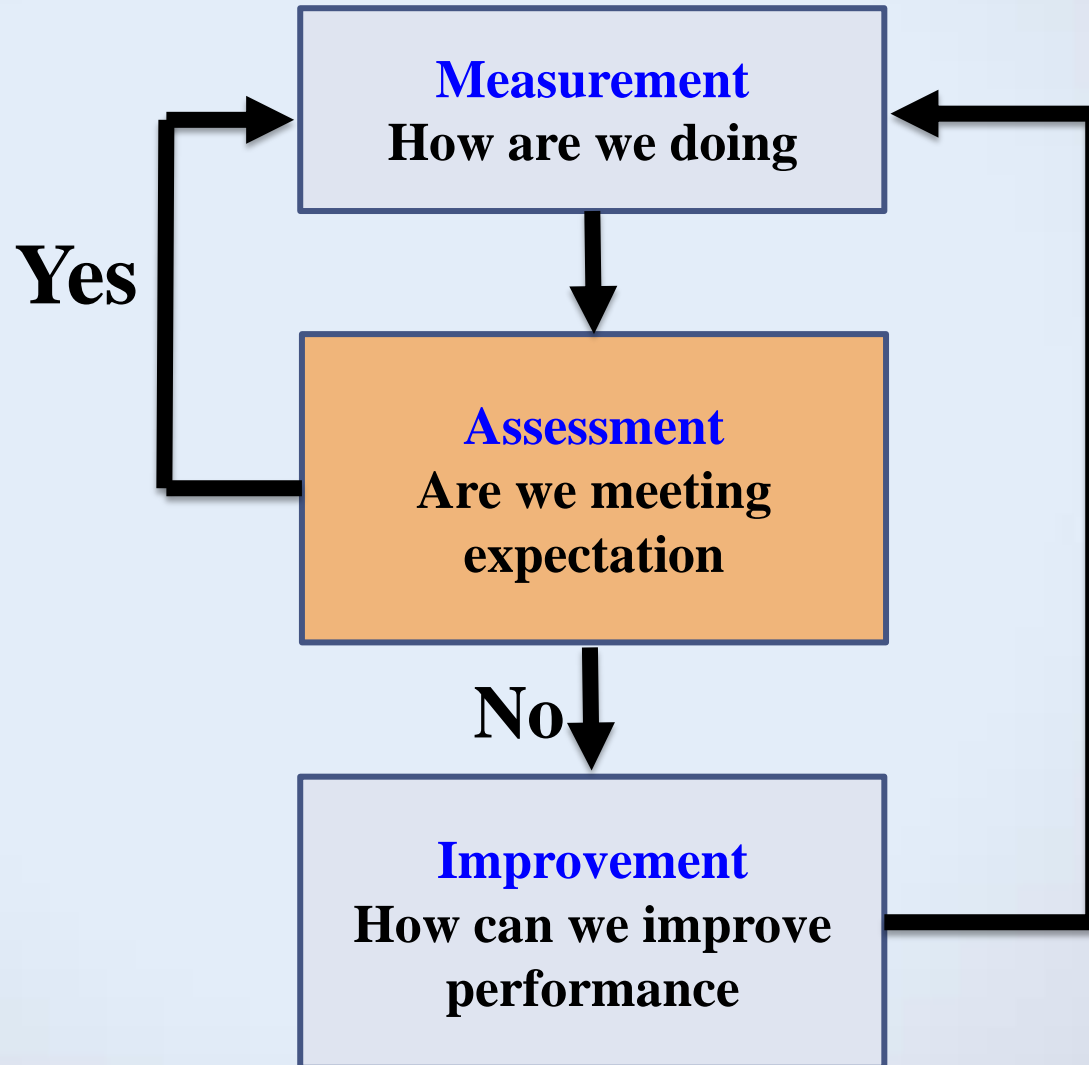 Measurement
How are we doing
Yes
Assessment
Are we meeting
expectation
No
Improvement
How can we improve
performance